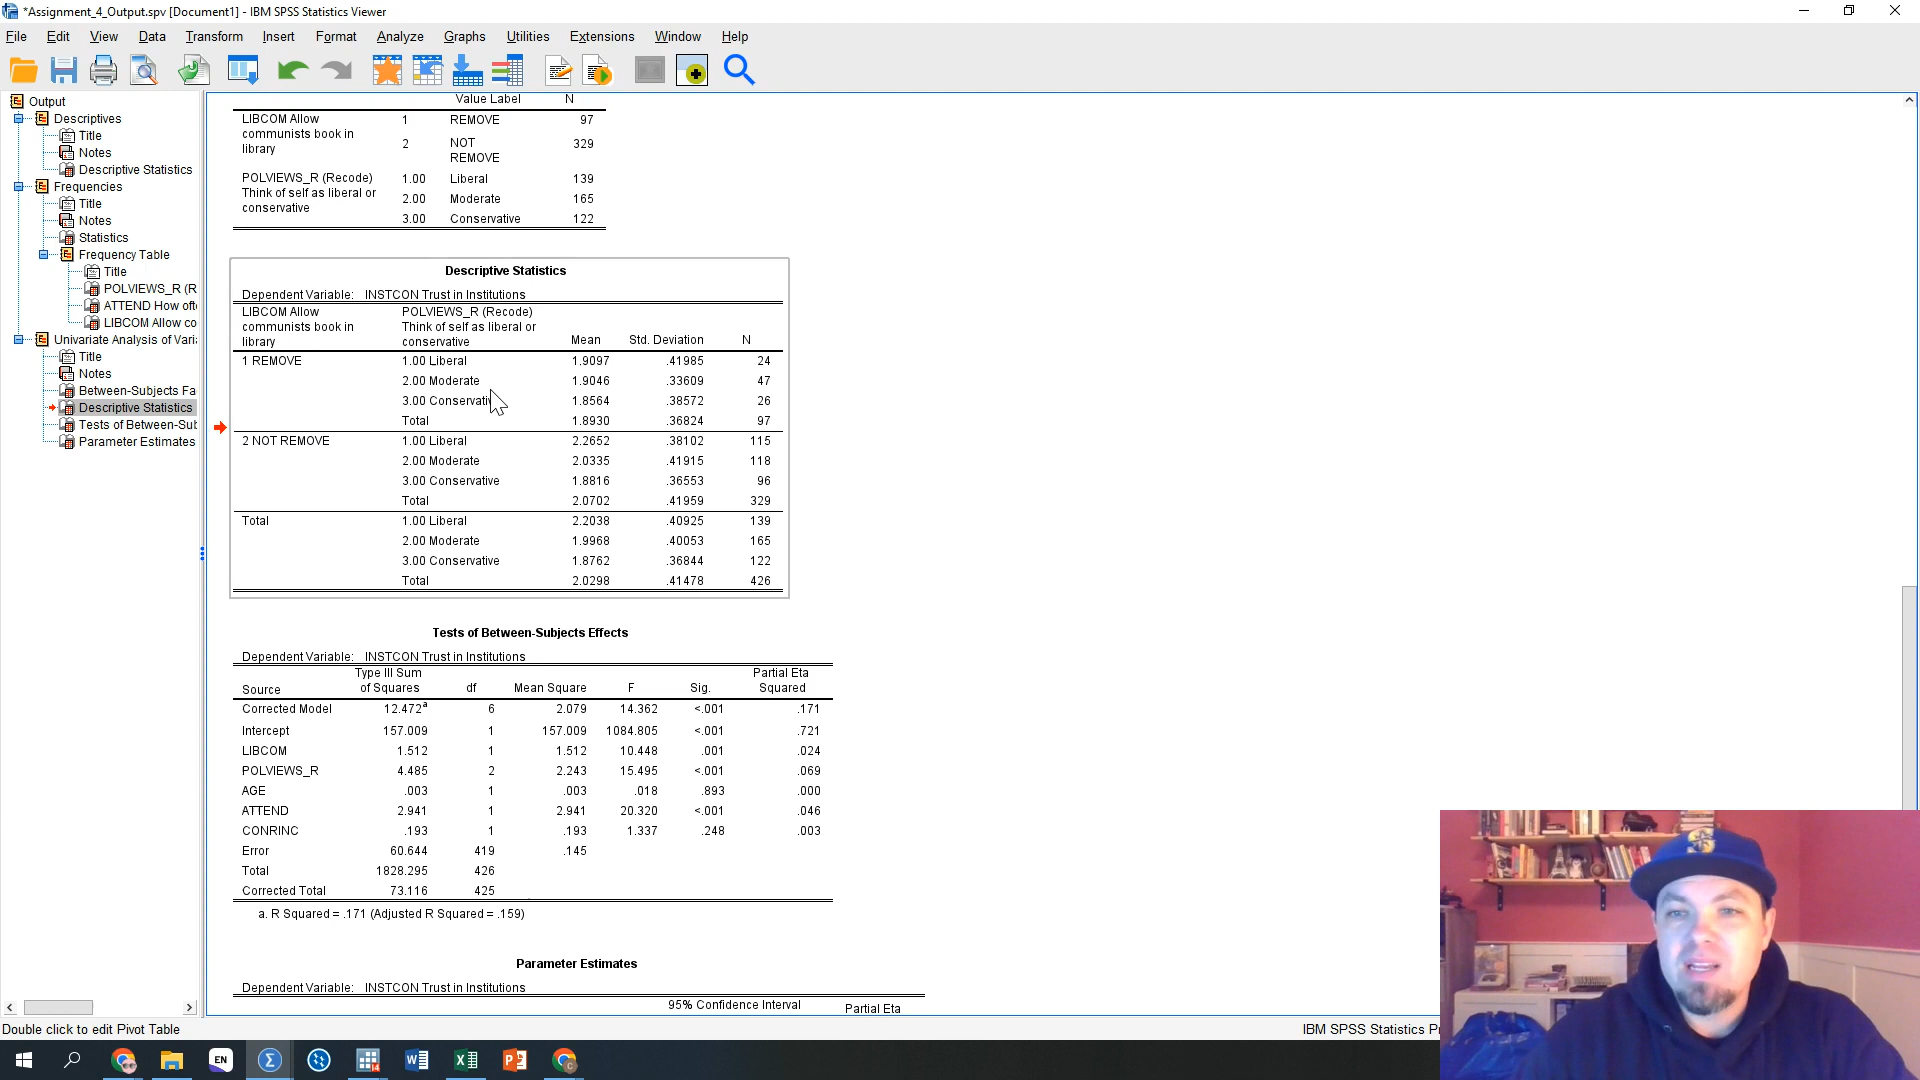 *Assignment_4_Output.spv [Document1] - IBM SPSS Statistics Viewer
File Edit View Data Transform Insert Format Analyze Graphs Utilities Extensions Window Help
Output
Descriptives
Title
Notes
Descriptive Statistics
Frequencies
Title
Notes
Statistics
Frequency Table
Title
POLVIEWS_R (R
ATTEND How oft
LIBCOM Allow co
Univariate Analysis of Varia
Title
Notes
Between-Subjects Fa
Descriptive Statistics
Tests of Between-Sub
Parameter Estimates
Value Label N
LIBCOM Allow communists book in library 1 REMOVE 97
2 NOT REMOVE 329
POLVIEWS_R (Recode) Think of self as liberal or conservative 1.00 Liberal 139
2.00 Moderate 165
3.00 Conservative 122
Descriptive Statistics
Dependent Variable: INSTCON Trust in Institutions
LIBCOM Allow communists book in library POLVIEWS_R (Recode) Think of self as liberal or conservative Mean Std. Deviation N
1 REMOVE 1.00 Liberal 1.9097 .41985 24
2.00 Moderate 1.9046 .33609 47
3.00 Conservativ 1.8564 .38572 26
Total 1.8930 .36824 97
2 NOT REMOVE 1.00 Liberal 2.2652 .38102 115
2.00 Moderate 2.0335 .41915 118
3.00 Conservative 1.8816 .36553 96
Total 2.0702 .41959 329
Total 1.00 Liberal 2.2038 .40925 139
2.00 Moderate 1.9968 .40053 165
3.00 Conservative 1.8762 .36844 122
Total 2.0298 .41478 426
Tests of Between-Subjects Effects
Dependent Variable: INSTCON Trust in Institutions
Source Type III Sum of Squares df Mean Square F Sig. Partial Eta Squared
Corrected Model 12.472a 6 2.079 14.362 <.001 .171
Intercept 157.009 1 157.009 1084.805 <.001 .721
LIBCOM 1.512 1 1.512 10.448 .001 .024
POLVIEWS_R 4.485 2 2.243 15.495 <.001 .069
AGE .003 1 .003 .018 .893 .000
ATTEND 2.941 1 2.941 20.320 <.001 .046
CONRINC .193 1 .193 1.337 .248 .003
Error 60.644 419 .145
Total 1828.295 426
Corrected Total 73.116 425
a. R Squared = .171 (Adjusted R Squared = .159)
Parameter Estimates
Dependent Variable: INSTCON Trust in Institutions
95% Confidence Interval Partial Eta
Double click to edit Pivot Table
IBM SPSS Statistics Pr
EN